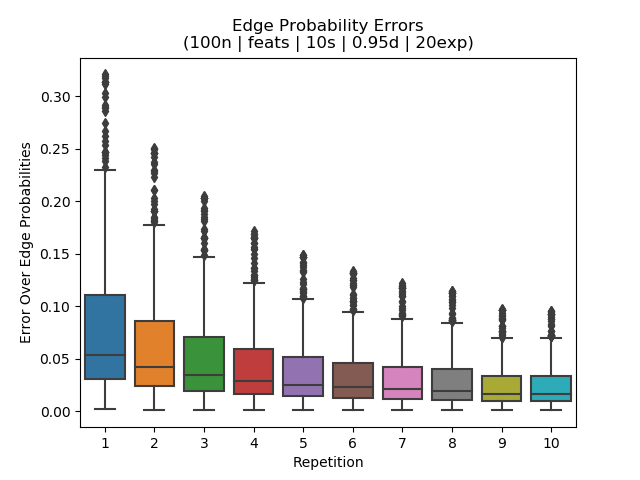 Edge Probability Errors
(100n | feats | 10s | 0.95d | 20exp)
Error Over Edge Probabilities
0.30
0.25
0.20
0.15
0.10
0.05
0.00
1 2 3 4 5 6 7 8 9 10
Repetition